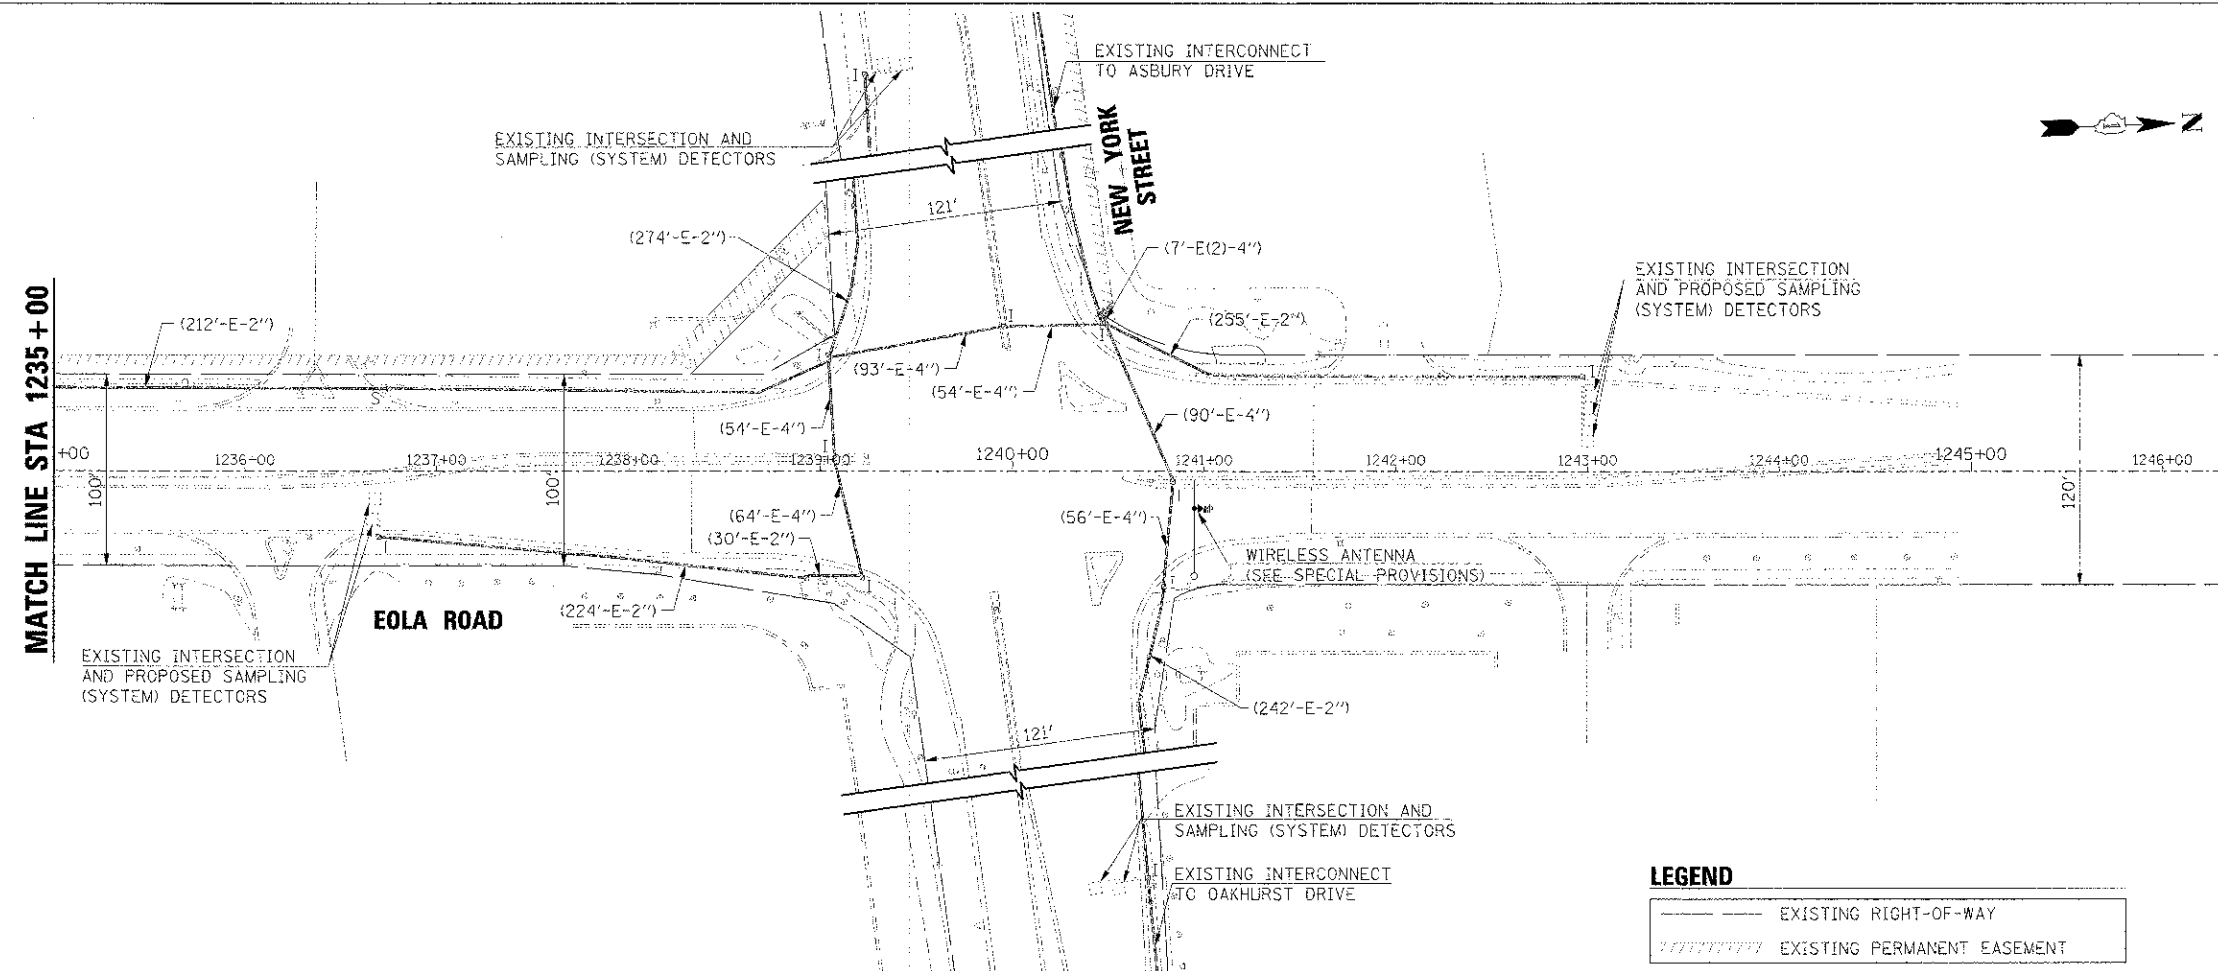 EXISTING INTERCONNECT
TO ASBURY DRIVE
EXISTING INTERSECTION AND
SAMPLING (SYSTEM) DETECTORS
NEW YORK
STREET
N
121'
(274'-E-2")
(7'-E(2)-4")
EXISTING INTERSECTION
AND PROPOSED SAMPLING
(SYSTEM) DETECTORS
MATCH LINE STA 1235+00
(212'-E-2")
(255'-E-2")
(93'-E-4")
(54'-E-4")
(54'-E-4")
(90'-E-4")
+00
1236+00
1237+00
1238+00
1239+00
1240+00
1241+00
1242+00
1243+00
1244+00
1245+00
1246+00
100'
100'
120'
(64'-E-4")
(30'-E-2")
(56'-E-4")
WIRELESS ANTENNA
(SEE SPECIAL PROVISIONS)
(224'-E-2")
EOLA ROAD
EXISTING INTERSECTION
AND PROPOSED SAMPLING
(SYSTEM) DETECTORS
(242'-E-2")
121'
EXISTING INTERSECTION AND
SAMPLING (SYSTEM) DETECTORS
EXISTING INTERCONNECT
TO OAKHURST DRIVE
LEGEND
EXISTING RIGHT-OF-WAY
EXISTING PERMANENT EASEMENT